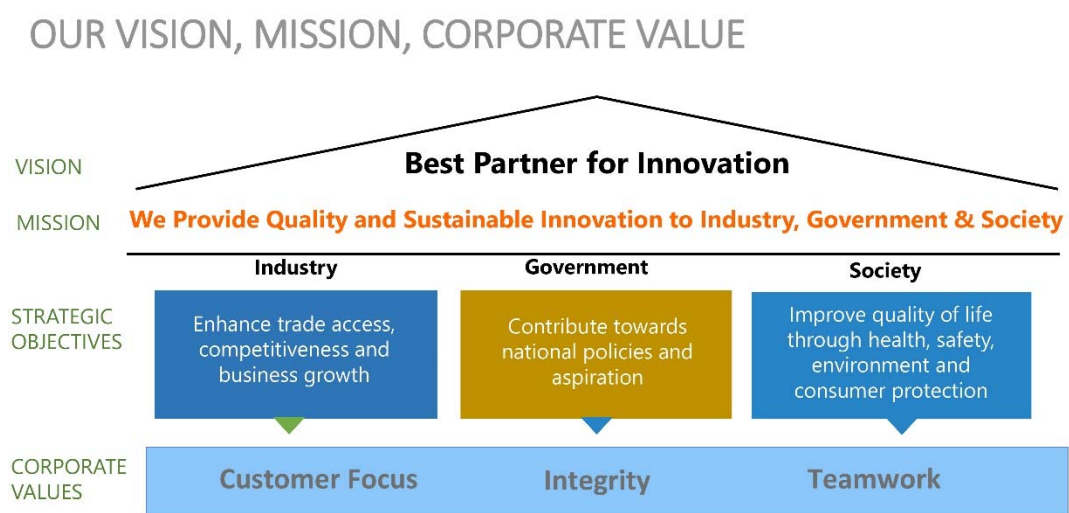 OUR VISION, MISSION, CORPORATE VALUE
VISION
Best Partner for Innovation
MISSION
We Provide Quality and Sustainable Innovation to Industry, Government & Society
Industry
Government
Society
STRATEGIC
OBJECTIVES
Enhance trade access,
competitiveness and
business growth
Contribute towards
national policies and
aspiration
Improve quality of life
through health, safety,
environment and
consumer protection
CORPORATE
VALUES
Customer Focus
Integrity
Teamwork